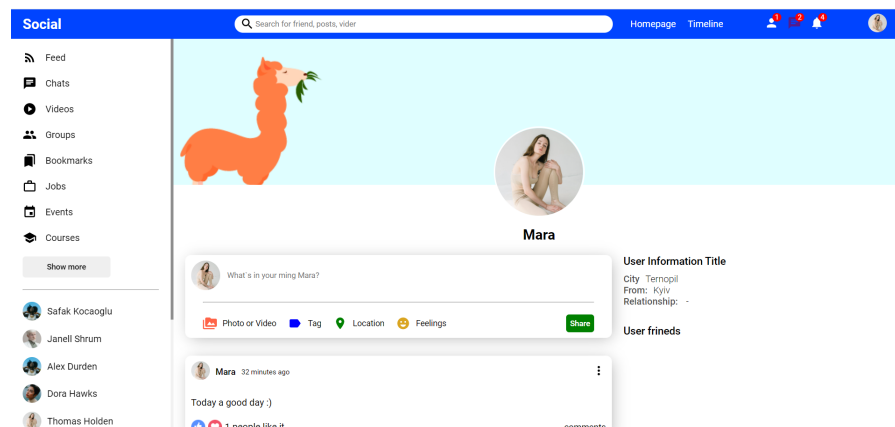 Social
Search for friend, posts, vider
Homepage Timeline
1 2 4
Feed
Chats
Videos
Groups
Bookmarks
Jobs
Events
Courses
Show more
Safak Kocaoglu
Janell Shrum
Alex Durden
Dora Hawks
Thomas Holden
Mara
What`s in your ming Mara?
Photo or Video Tag Location Feelings Share
Mara 32 minutes ago
Today a good day :)
1 people like it comments
User Information Title
City Ternopil
From: Kyiv
Relationship: -
User frineds